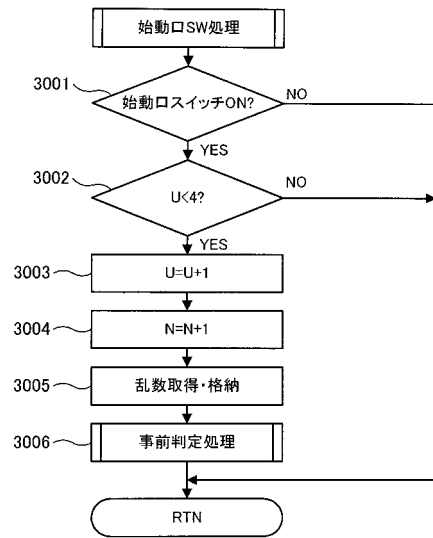 始動口SW処理
3001
始動口スイッチON?
NO
YES
3002
U<4?
NO
YES
3003
U=U+1
3004
N=N+1
3005
乱数取得・格納
3006
事前判定処理
RTN